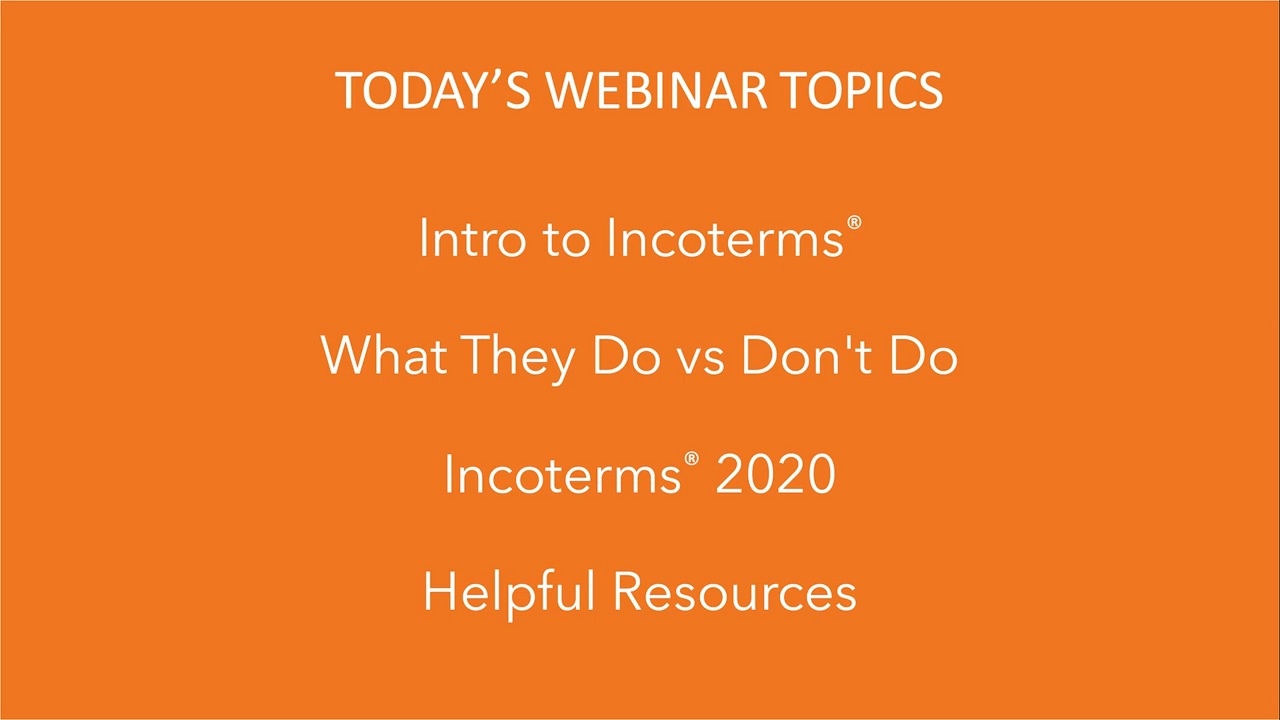 TODAY’S WEBINAR TOPICS
Intro to Incoterms®
What They Do vs Don't Do
Incoterms® 2020
Helpful Resources